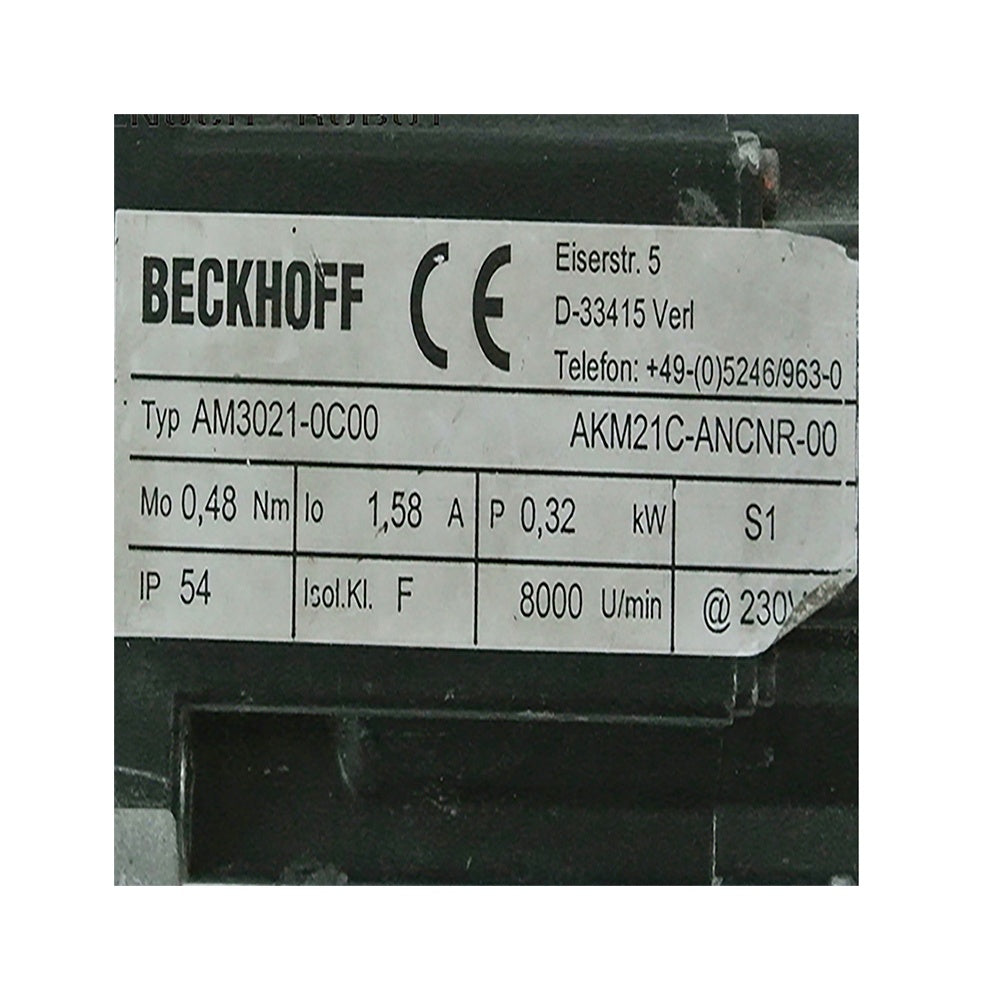 BECKHOFF CE
Eiserstr. 5
D-33415 Verl
Telefon: +49-(0)5246/963-0
Typ AM3021-0C00 AKM21C-ANCNR-00
Mo 0,48 Nm Io 1,58 A P 0,32 kW S1
IP 54 Isol.Kl. F 8000 U/min @ 230V